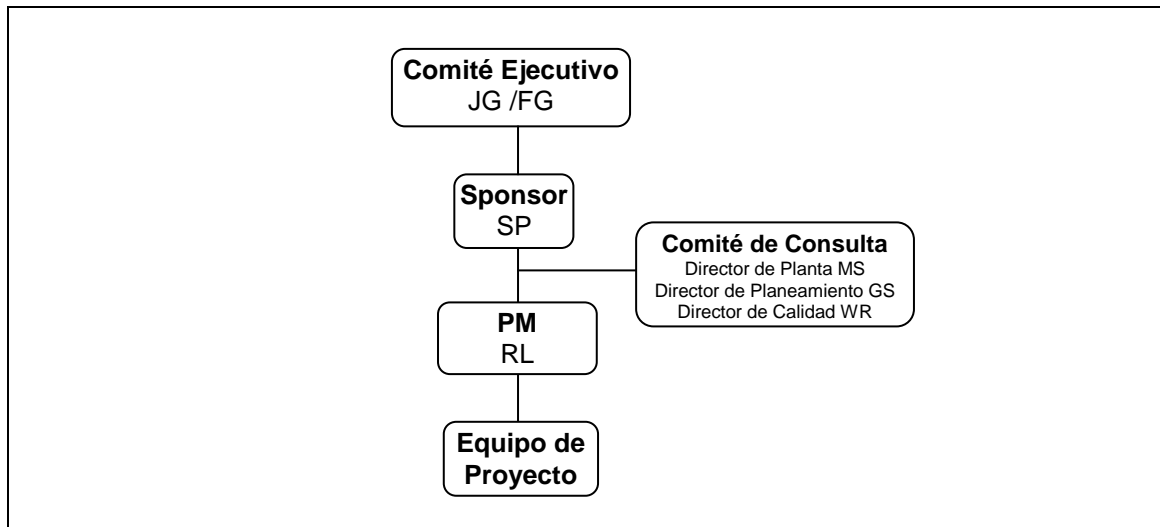 Comité Ejecutivo
JG /FG
Sponsor
SP
Comité de Consulta
Director de Planta MS
Director de Planeamiento GS
Director de Calidad WR
PM
RL
Equipo de
Proyecto